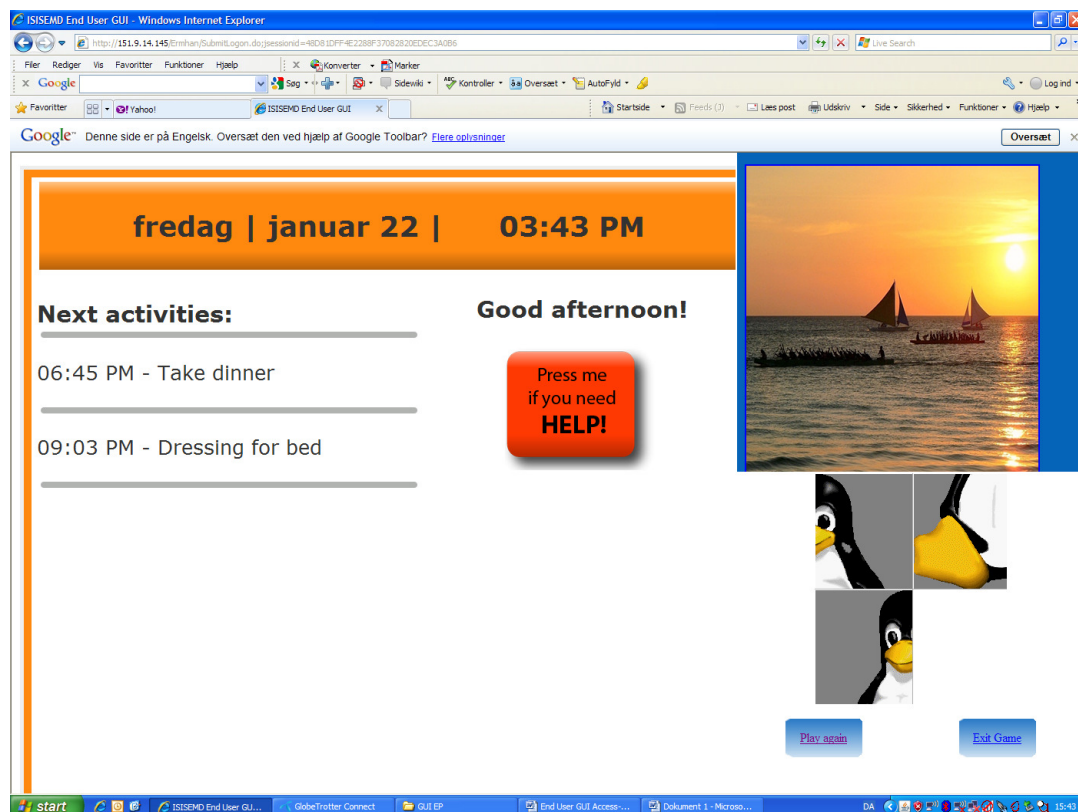 ISISEMD End User GUI - Windows Internet Explorer
http://151.9.14.145/Ermhan/SubmitLogon.do;jsessionid=48D81DFF4E2288F37082820EDEC3A0B6
Live Search
Filer Rediger Vis Favoritter Funktioner Hjælp X Konverter Marker
X Google Søg Sidewiki Kontroller Oversæt AutoFyld Log ind
Favoritter Yahoo! ISISEMD End User GUI X Startside Feeds (J) Læs post Udskriv Side Sikkerhed Funktioner Hjælp
Google Denne side er på Engelsk. Oversæt den ved hjælp af Google Toolbar? Flere oplysninger Oversæt
fredag | januar 22 | 03:43 PM
Next activities:
Good afternoon!
06:45 PM - Take dinner
09:03 PM - Dressing for bed
Press me
if you need
HELP!
Play again Exit Game
start ISISEMD End User GU... GlobeTrotter Connect GUI EP End User GUI Access-... Dokument 1 - Microso... DA 15:43